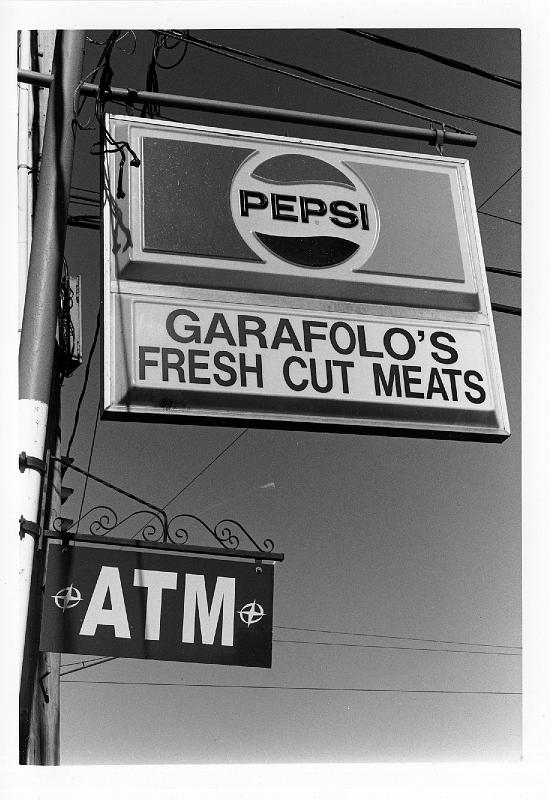 PEPSI
GARAFOLO'S
FRESH CUT MEATS
ATM